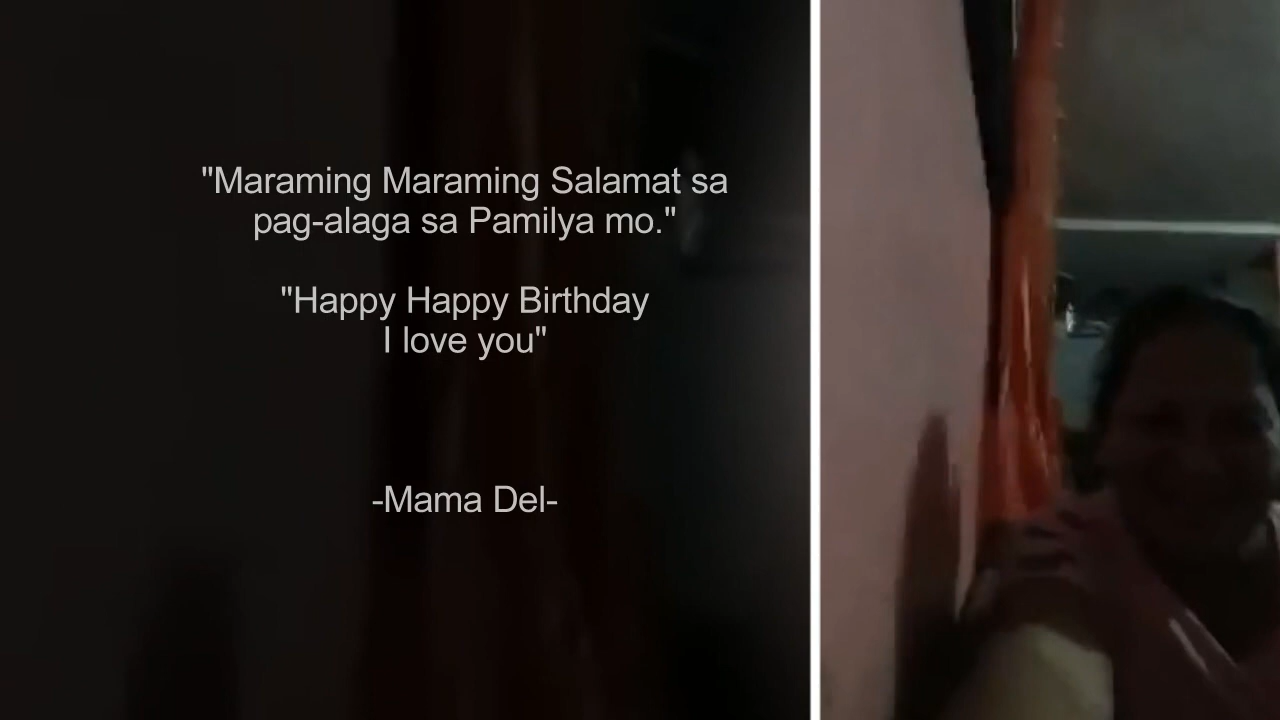 "Maraming Maraming Salamat sa
pag-alaga sa Pamilya mo."
"Happy Happy Birthday
I love you"
-Mama Del-